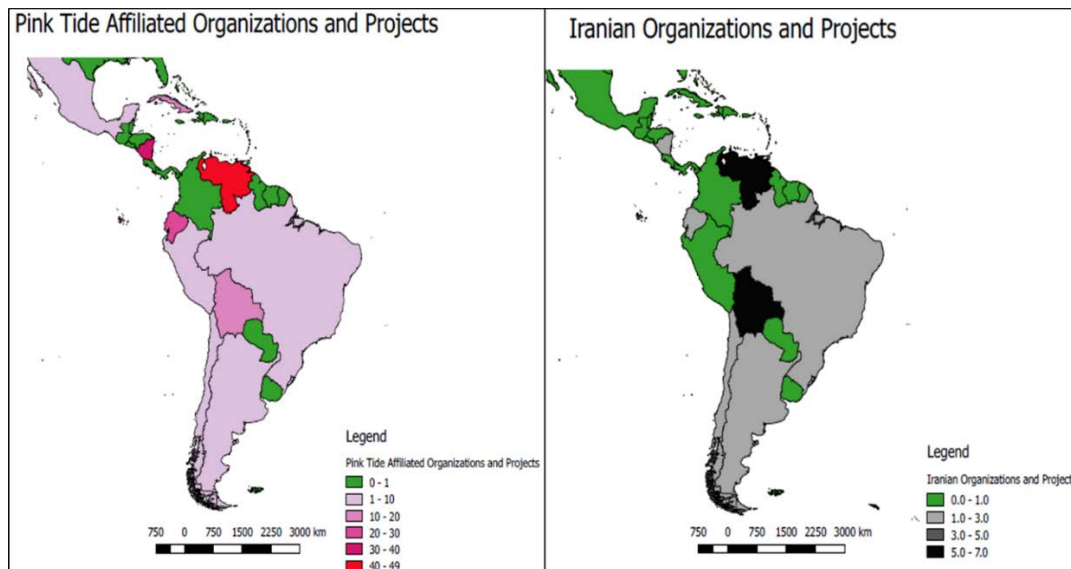 Pink Tide Affiliated Organizations and Projects
Legend
Pink Tide Affiliated Organizations and Projects
0 - 1
1 - 10
10 - 20
20 - 30
30 - 40
40 - 49
750 0 750 1500 2250 3000 km
Iranian Organizations and Projects
Legend
Iranian Organizations and Project
0.0 - 1.0
1.0 - 3.0
3.0 - 5.0
5.0 - 7.0
750 0 750 1500 2250 3000 km